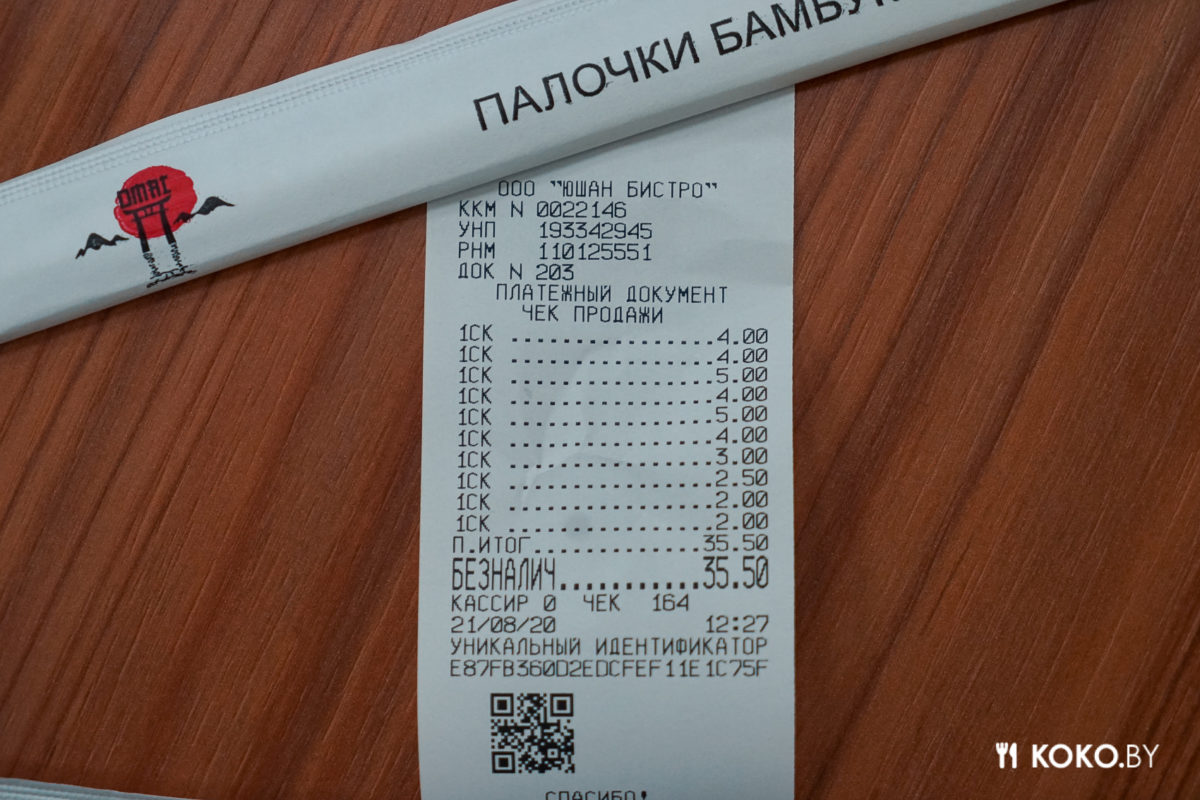 ПАЛОЧКИ
ОМАС
ООО "ЮШАН БИСТРО"
ККМ N 0022146
УНП 193342945
РНМ 110125551
ДОК N 203
ПЛАТЕЖНЫЙ ДОКУМЕНТ
ЧЕК ПРОДАЖИ
1СК ................4.00
1СК ................4.00
1СК ................5.00
1СК ................4.00
1СК ................5.00
1СК ................4.00
1СК ................3.00
1СК ................2.50
1СК ................2.00
1СК ................2.00
П.ИТОГ.............35.50
БЕЗНАЛИЧ...........35.50
КАССИР 0 ЧЕК 164
21/08/20 12:27
УНИКАЛЬНЫЙ ИДЕНТИФИКАТОР
E87FB360D2EDCFEF11E1C75F
СПАСИБО!
KOKO.BY